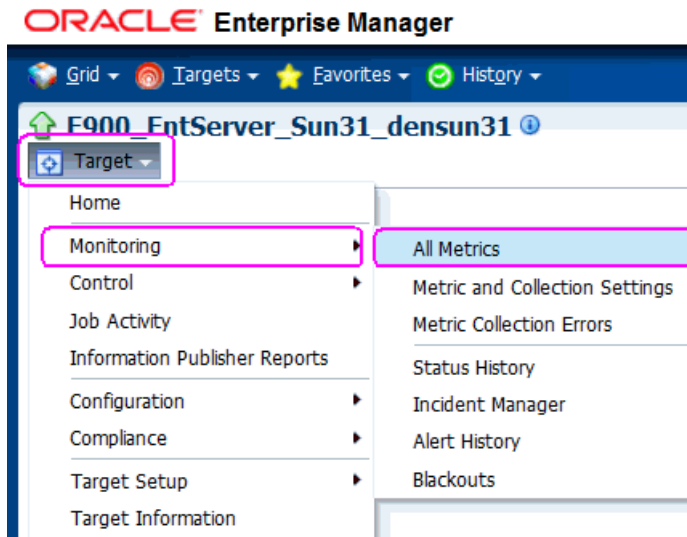 ORACLE Enterprise Manager
Grid Targets Favorites History
E900_EntServer_Sun31_densun31
Target
Home
Monitoring
Control
Job Activity
Information Publisher Reports
Configuration
Compliance
Target Setup
Target Information
All Metrics
Metric and Collection Settings
Metric Collection Errors
Status History
Incident Manager
Alert History
Blackouts